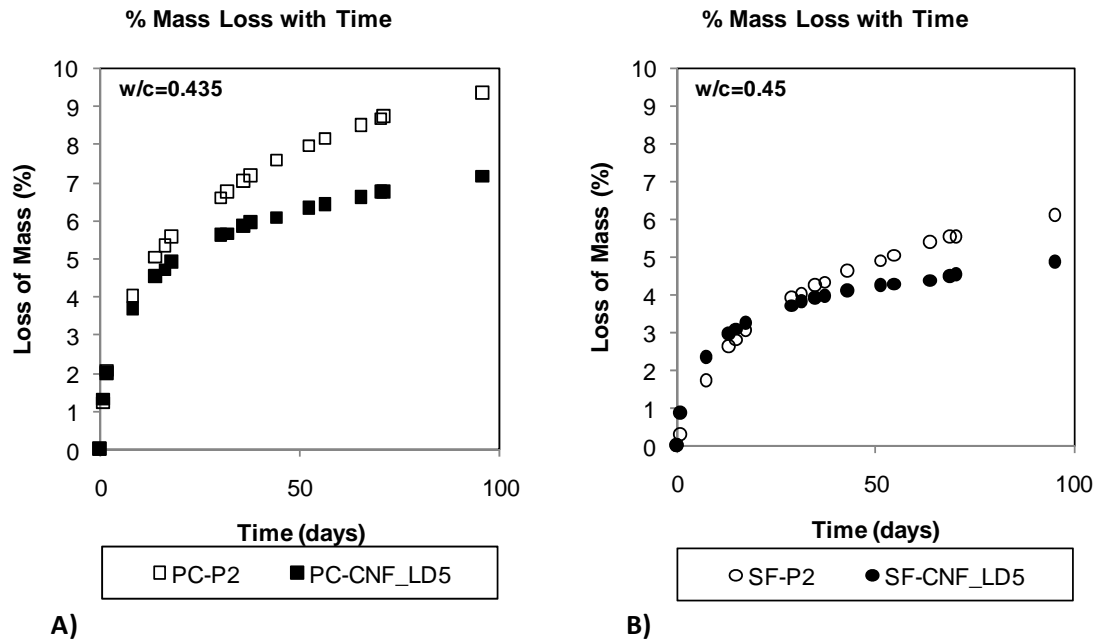 % Mass Loss with Time
w/c=0.435
Loss of Mass (%)
10
9
8
7
6
5
4
3
2
1
0
0 50 100
Time (days)
PC-P2 PC-CNF_LD5
A)
% Mass Loss with Time
w/c=0.45
Loss of Mass (%)
10
9
8
7
6
5
4
3
2
1
0
0 50 100
Time (days)
SF-P2 SF-CNF_LD5
B)